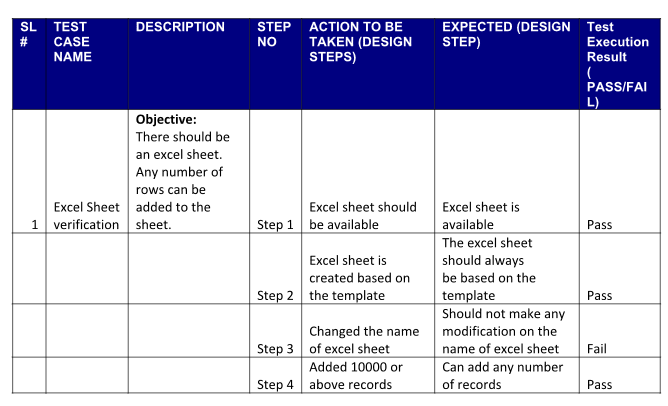 SL #
TEST CASE NAME
DESCRIPTION
STEP NO
ACTION TO BE TAKEN (DESIGN STEPS)
EXPECTED (DESIGN STEP)
Test Execution Result ( PASS/FAIL)
1
Excel Sheet
verification
Objective:
There should be
an excel sheet.
Any number of
rows can be
added to the
sheet.
Step 1
Excel sheet should
be available
Excel sheet is
available
Pass
Step 2
Excel sheet is
created based on
the template
The excel sheet
should always
be based on the
template
Pass
Step 3
Changed the name
of excel sheet
Should not make any
modification on the
name of excel sheet
Fail
Step 4
Added 10000 or
above records
Can add any number
of records
Pass